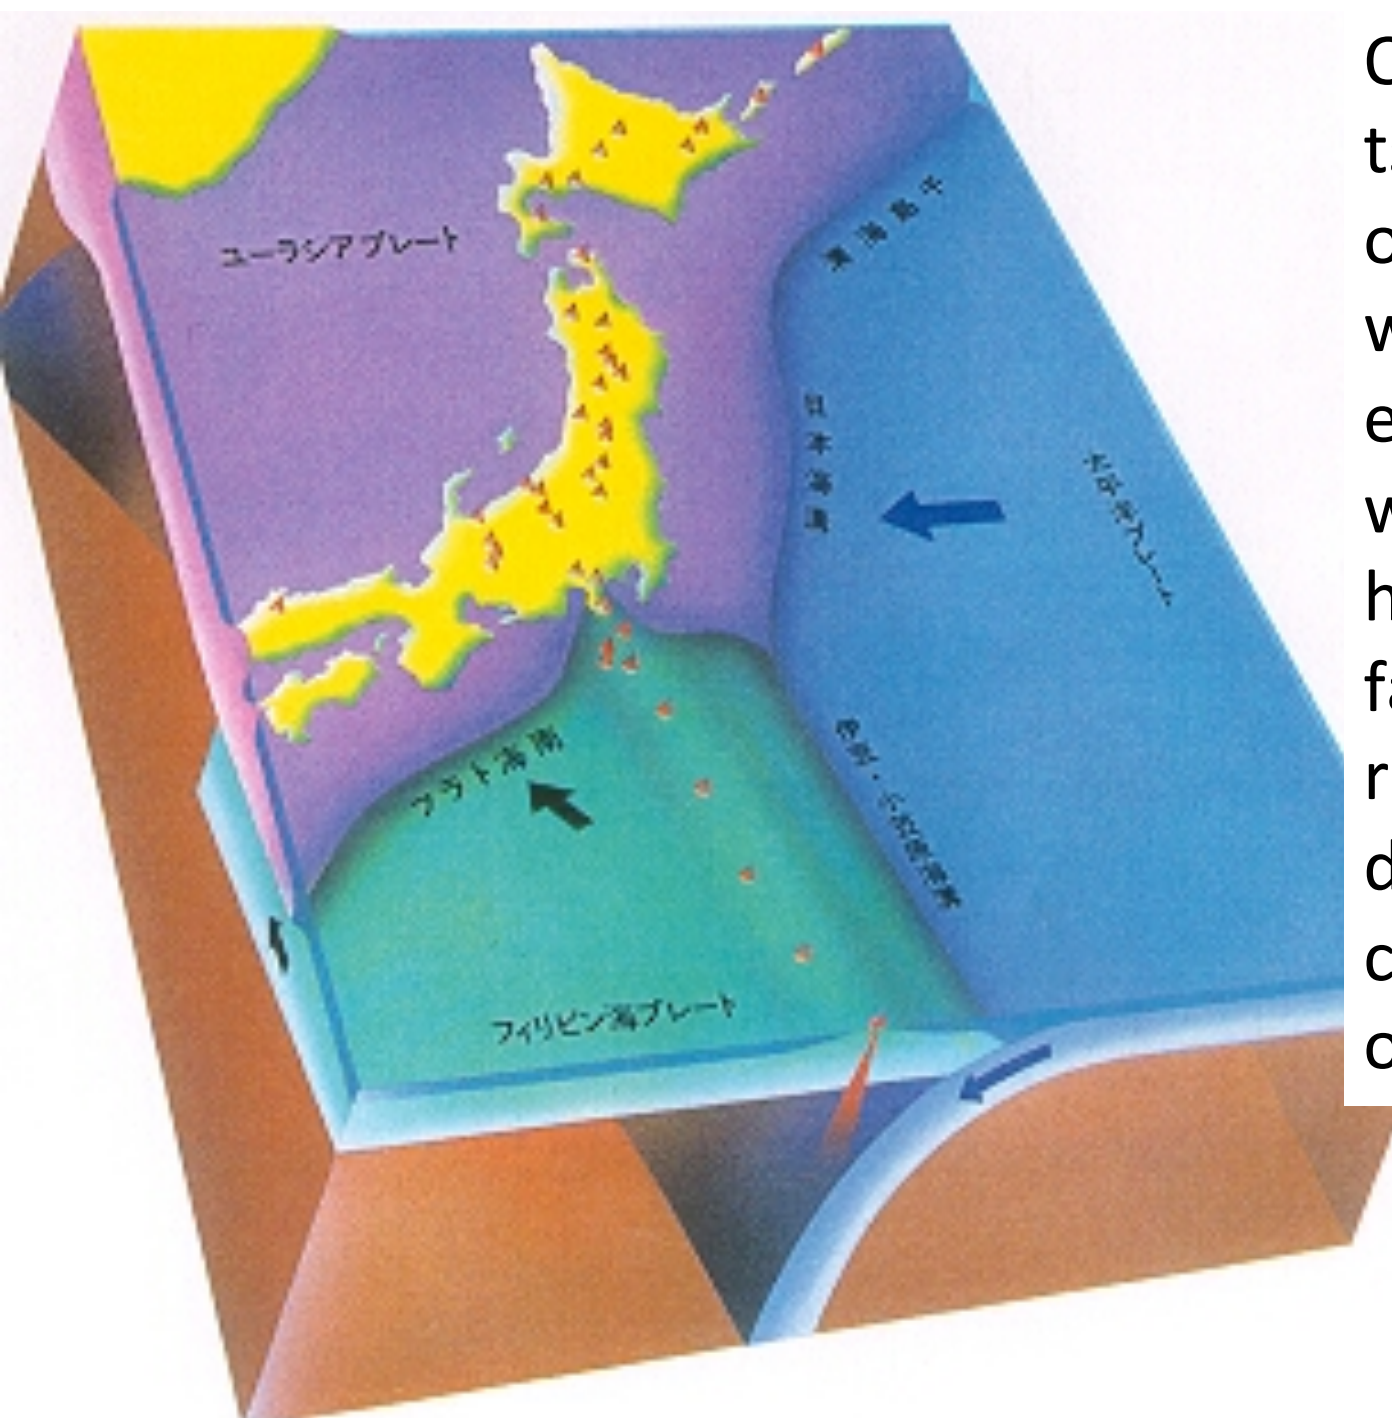 千島海溝
ユーラシアプレート
日本海溝
太平洋プレート
南海トラフ
伊豆・小笠原海溝
フィリピン海プレート